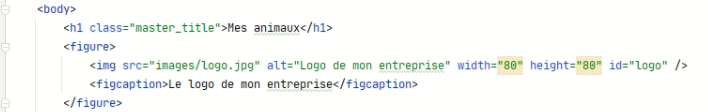 <body>
<h1 class="master_title">Mes animaux</h1>
<figure>
<img src="images/logo.jpg" alt="Logo de mon entreprise" width="80" height="80" id="logo" />
<figcaption>Le logo de mon entreprise</figcaption>
</figure>